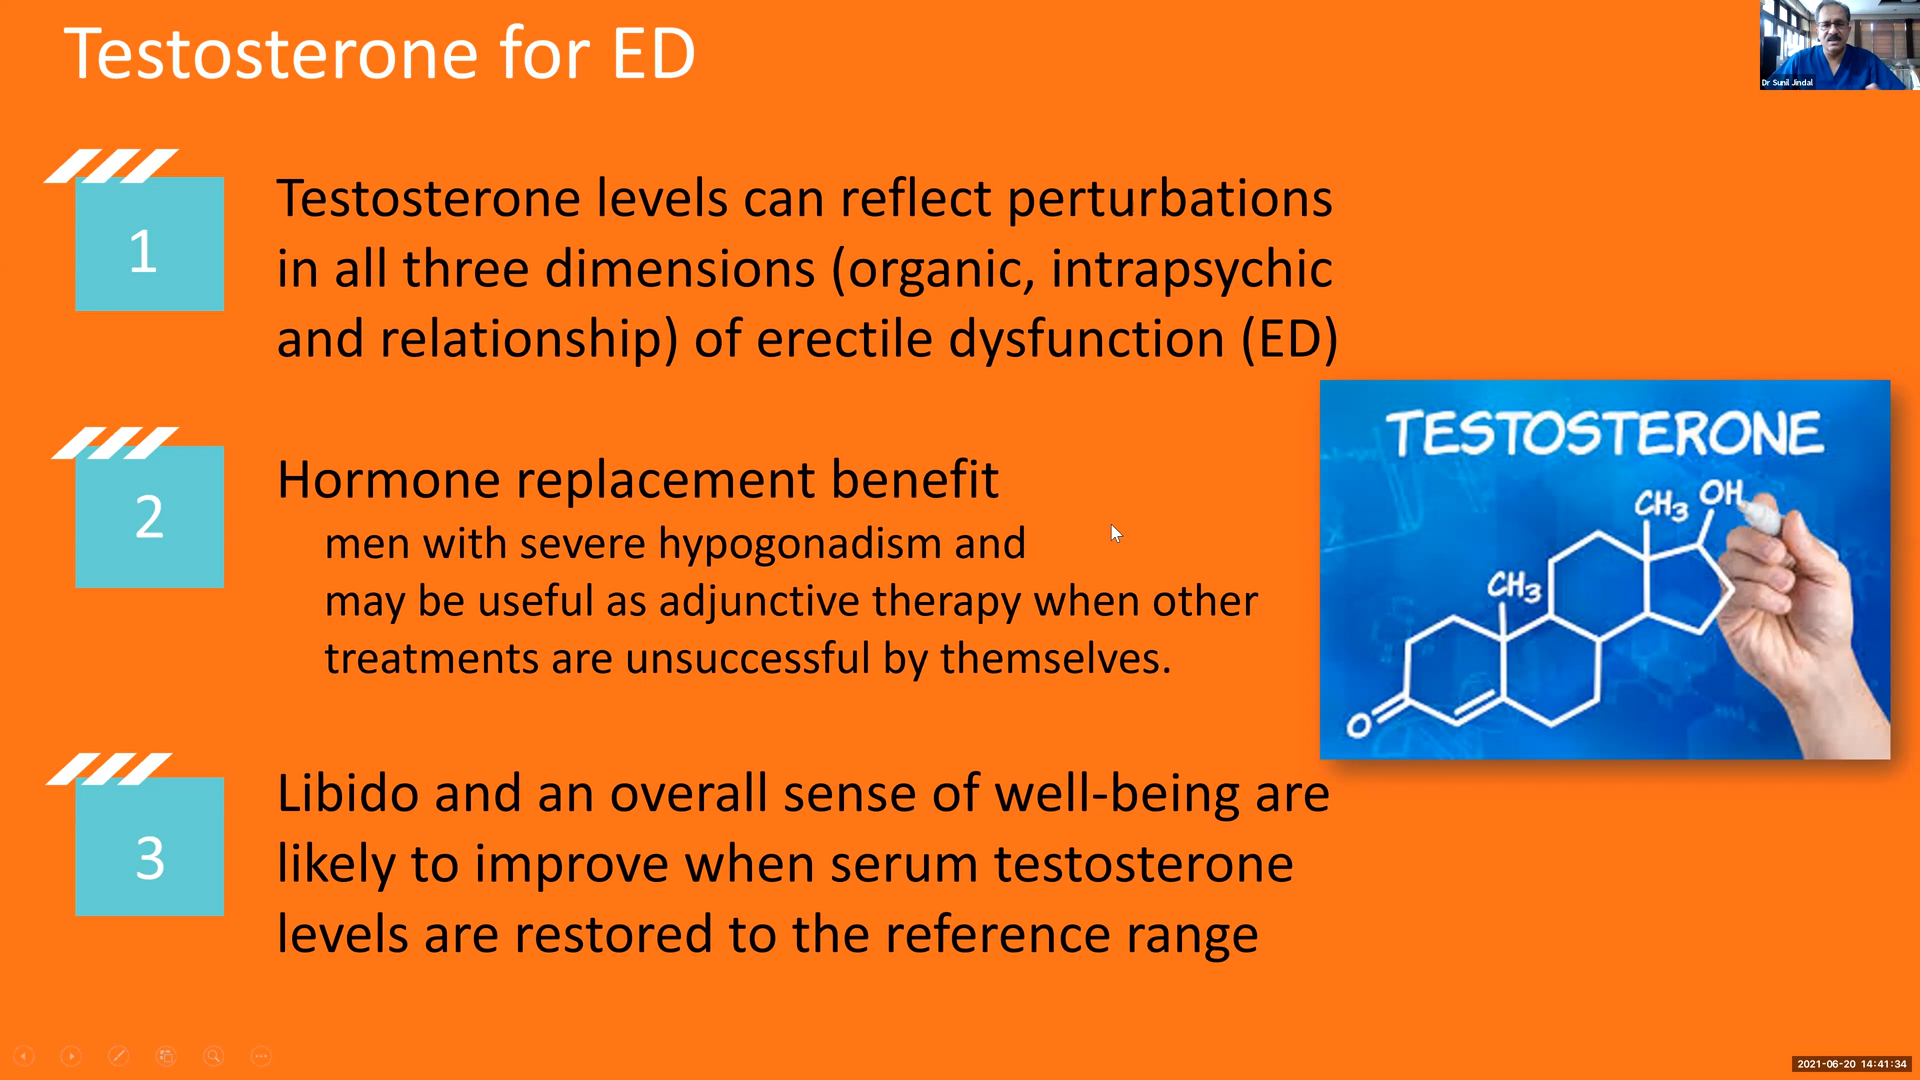 Testosterone for ED
Dr Sunil Jindal
1
Testosterone levels can reflect perturbations
in all three dimensions (organic, intrapsychic
and relationship) of erectile dysfunction (ED)
2
Hormone replacement benefit
men with severe hypogonadism and
may be useful as adjunctive therapy when other
treatments are unsuccessful by themselves.
TESTOSTERONE
CH3 OH
CH3
O
3
Libido and an overall sense of well-being are
likely to improve when serum testosterone
levels are restored to the reference range
2021-06-20 14:41:34